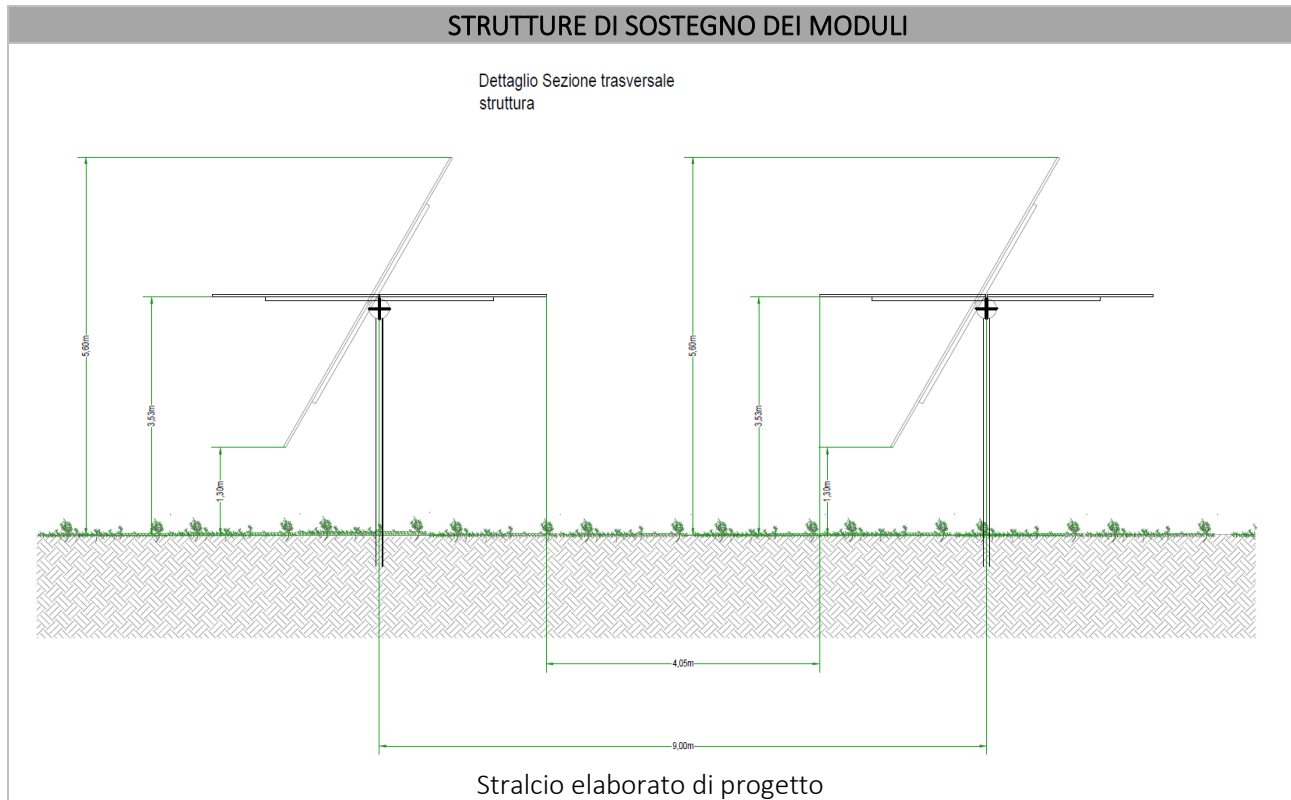 STRUTTURE DI SOSTEGNO DEI MODULI
Dettaglio Sezione trasversale
struttura
5,60m
3,53m
1,30m
5,60m
3,53m
1,30m
4,05m
9,00m
Stralcio elaborato di progetto